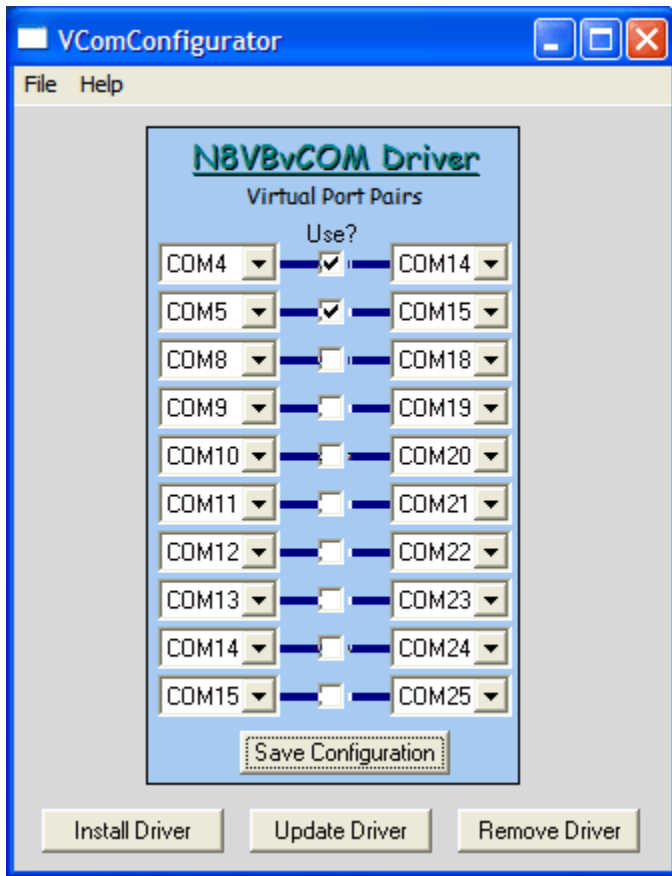 VComConfigurator
File Help
N8VBvCOM Driver
Virtual Port Pairs
Use?
COM4 COM14
COM5 COM15
COM8 COM18
COM9 COM19
COM10 COM20
COM11 COM21
COM12 COM22
COM13 COM23
COM14 COM24
COM15 COM25
Save Configuration
Install Driver Update Driver Remove Driver